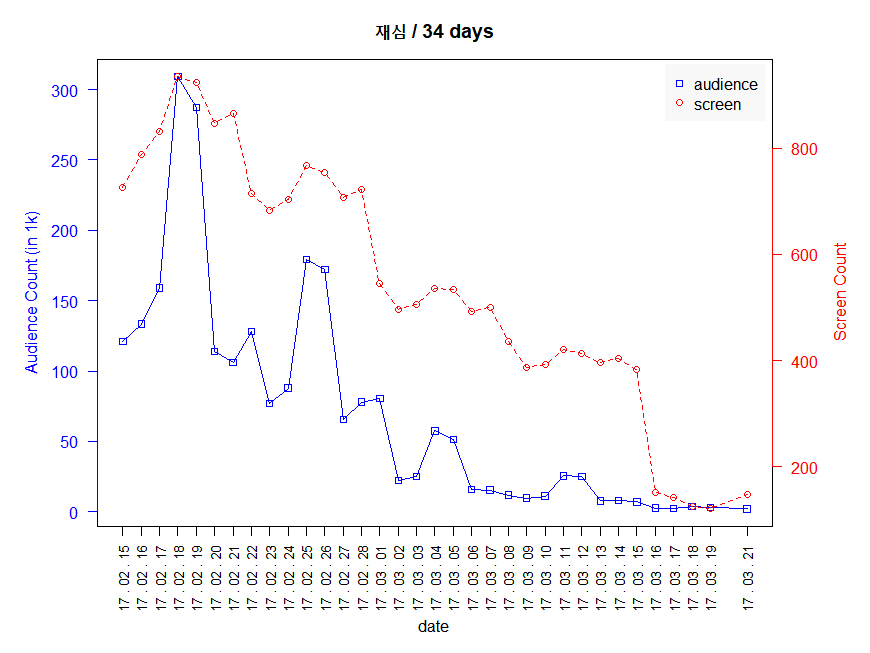 재심 / 34 days
audience
screen
300
250
200
150
100
50
0
Audience Count (in 1k)
800
600
400
200
Screen Count
17 . 02 . 15
17 . 02 . 16
17 . 02 . 17
17 . 02 . 18
17 . 02 . 19
17 . 02 . 20
17 . 02 . 21
17 . 02 . 22
17 . 02 . 23
17 . 02 . 24
17 . 02 . 25
17 . 02 . 26
17 . 02 . 27
17 . 02 . 28
17 . 03 . 01
17 . 03 . 02
17 . 03 . 03
17 . 03 . 04
17 . 03 . 05
17 . 03 . 06
17 . 03 . 07
17 . 03 . 08
17 . 03 . 09
17 . 03 . 10
17 . 03 . 11
17 . 03 . 12
17 . 03 . 13
17 . 03 . 14
17 . 03 . 15
17 . 03 . 16
17 . 03 . 17
17 . 03 . 18
17 . 03 . 19
17 . 03 . 21
date